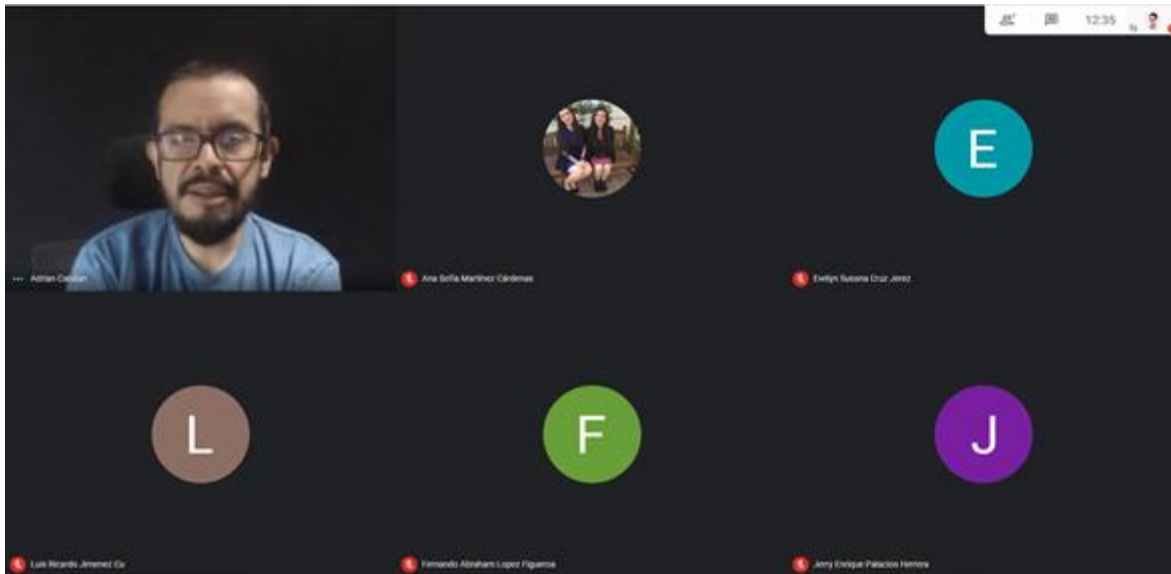 12:35
E
Adrian Catalan
Ana Sofía Martínez Cárdenas
Evelyn Susana Cruz Jerez
L
F
J
Luis Ricardo Jimenez Cu
Fernando Abraham Lopez Figueroa
Jerry Enrique Palacios Herrera